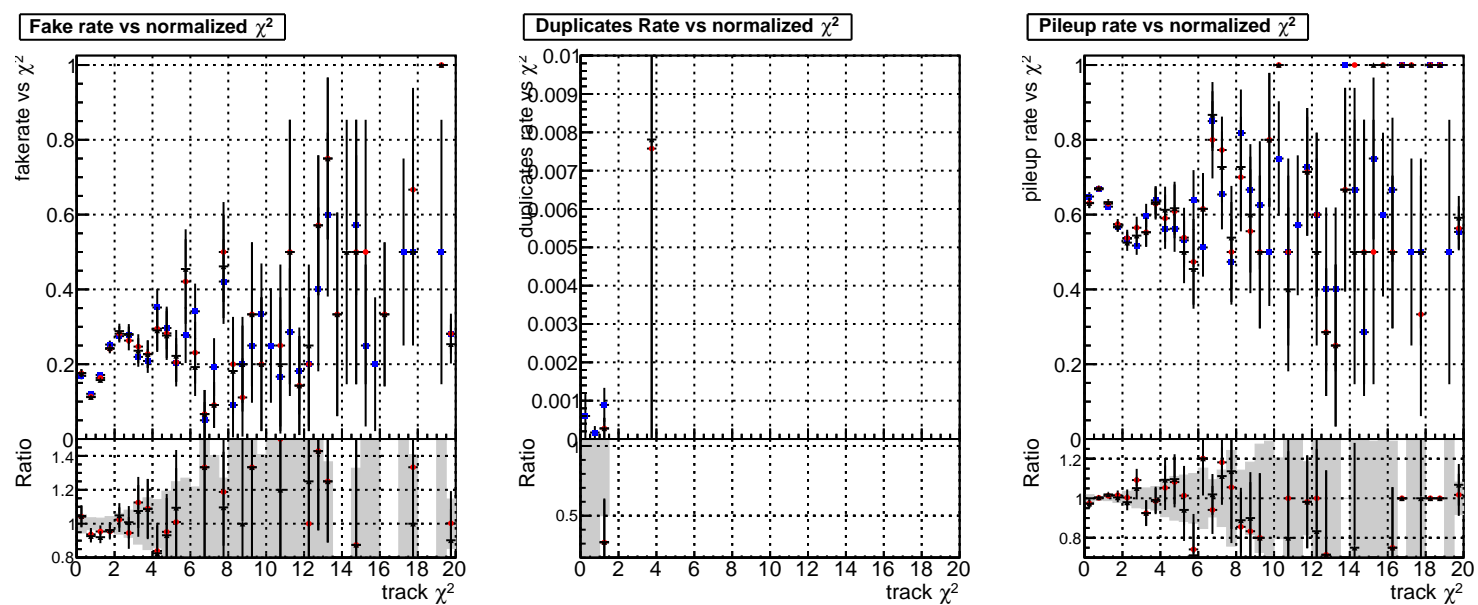 Fake rate vs normalized χ²
fakerate vs χ²
1
0.8
0.6
0.4
0.2
0
Ratio
1.4
1.2
1
0.8
0 2 4 6 8 10 12 14 16 18 20
track χ²
Duplicates Rate vs normalized χ²
duplicates rate vs χ²
0.01
0.009
0.008
0.007
0.006
0.005
0.004
0.003
0.002
0.001
0
Ratio
1
0.5
0 2 4 6 8 10 12 14 16 18 20
track χ²
Pileup rate vs normalized χ²
pileup rate vs χ²
1
0.8
0.6
0.4
0.2
0
Ratio
1.2
1
0.8
0 2 4 6 8 10 12 14 16 18 20
track χ²